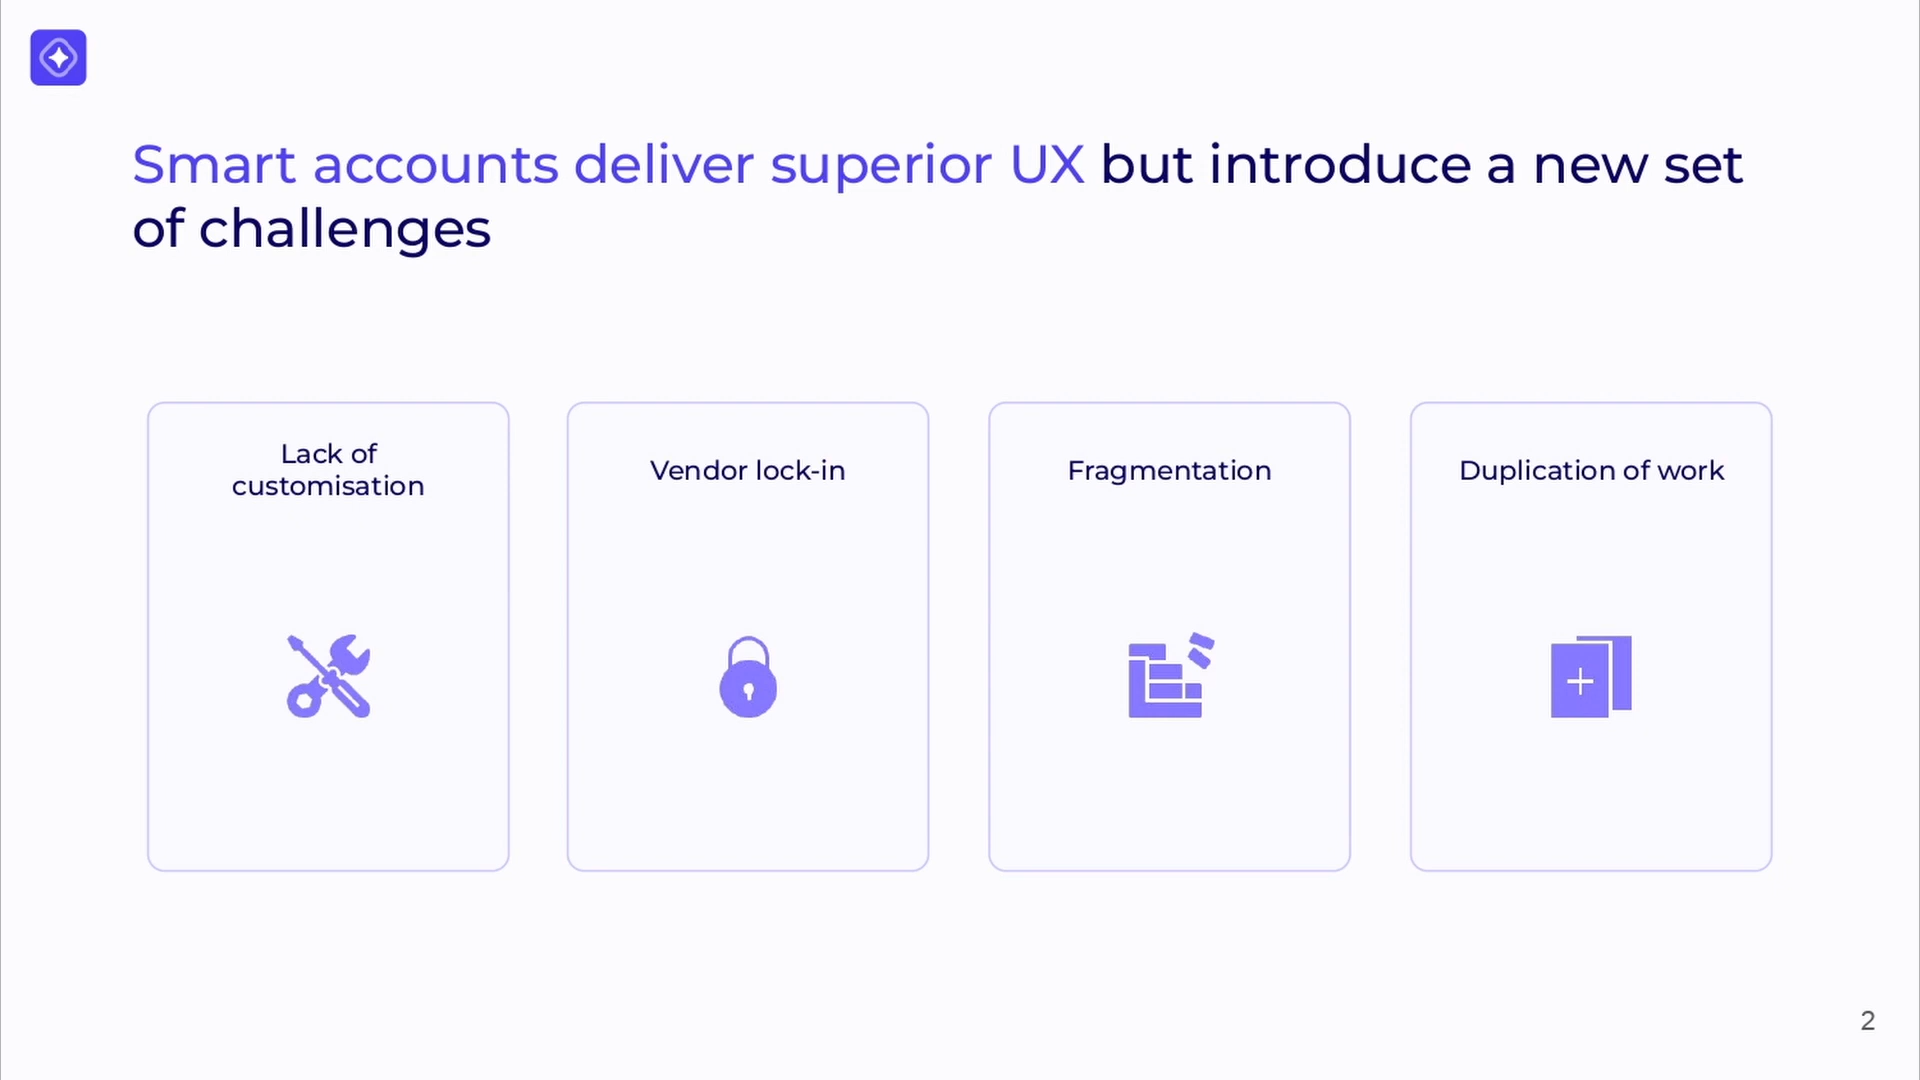 Smart accounts deliver superior UX but introduce a new set
of challenges
Lack of
customisation
Vendor lock-in
Fragmentation
Duplication of work
2